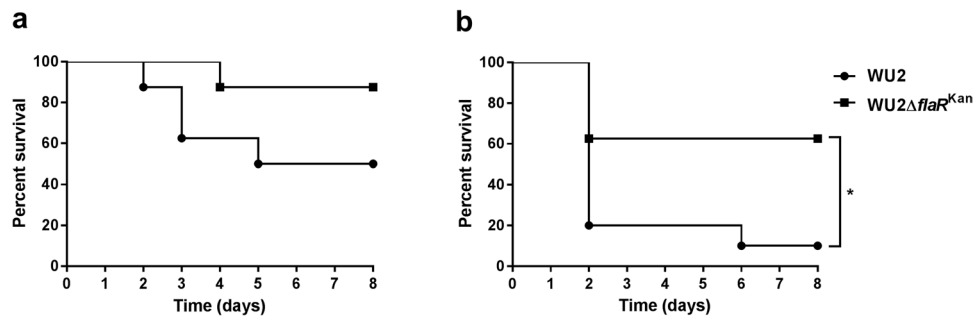 a
b
Percent survival
100
80
60
40
20
0
0 1 2 3 4 5 6 7 8
Time (days)
Percent survival
100
80
60
40
20
0
0 1 2 3 4 5 6 7 8
Time (days)
WU2
WU2ΔflaRKan
*